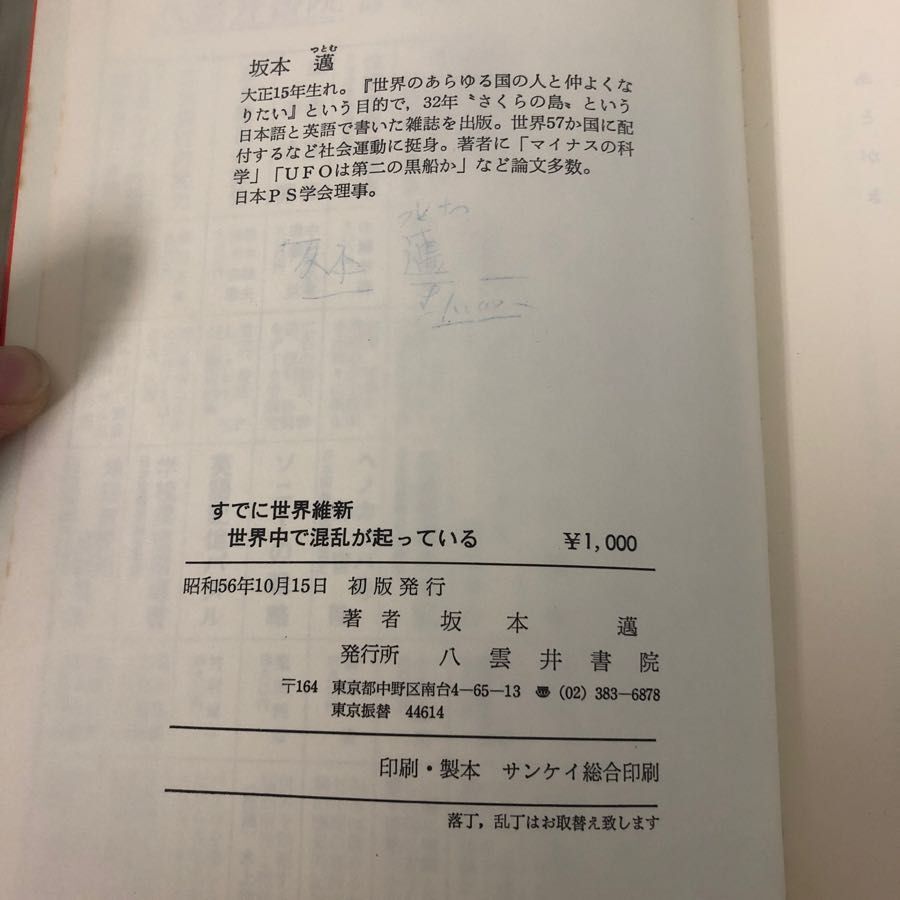 つとむ
坂本 邁
大正15年生れ。『世界のあらゆる国の人と仲よくな
りたい』という目的で，32年〝さくらの島〟という
日本語と英語で書いた雑誌を出版。世界57か国に配
付するなど社会運動に挺身。著者に「マイナスの科
学」「ＵＦＯは第二の黒船か」など論文多数。
日本ＰＳ学会理事。
すでに世界維新
世界中で混乱が起っている ￥1,000
昭和56年10月15日 初版発行
著者 坂本 邁
発行所 八雲井書院
〒164 東京都中野区南台4－65－13 ☎ (02) 383－6878
東京振替 44614
印刷・製本 サンケイ総合印刷
落丁，乱丁はお取替え致します